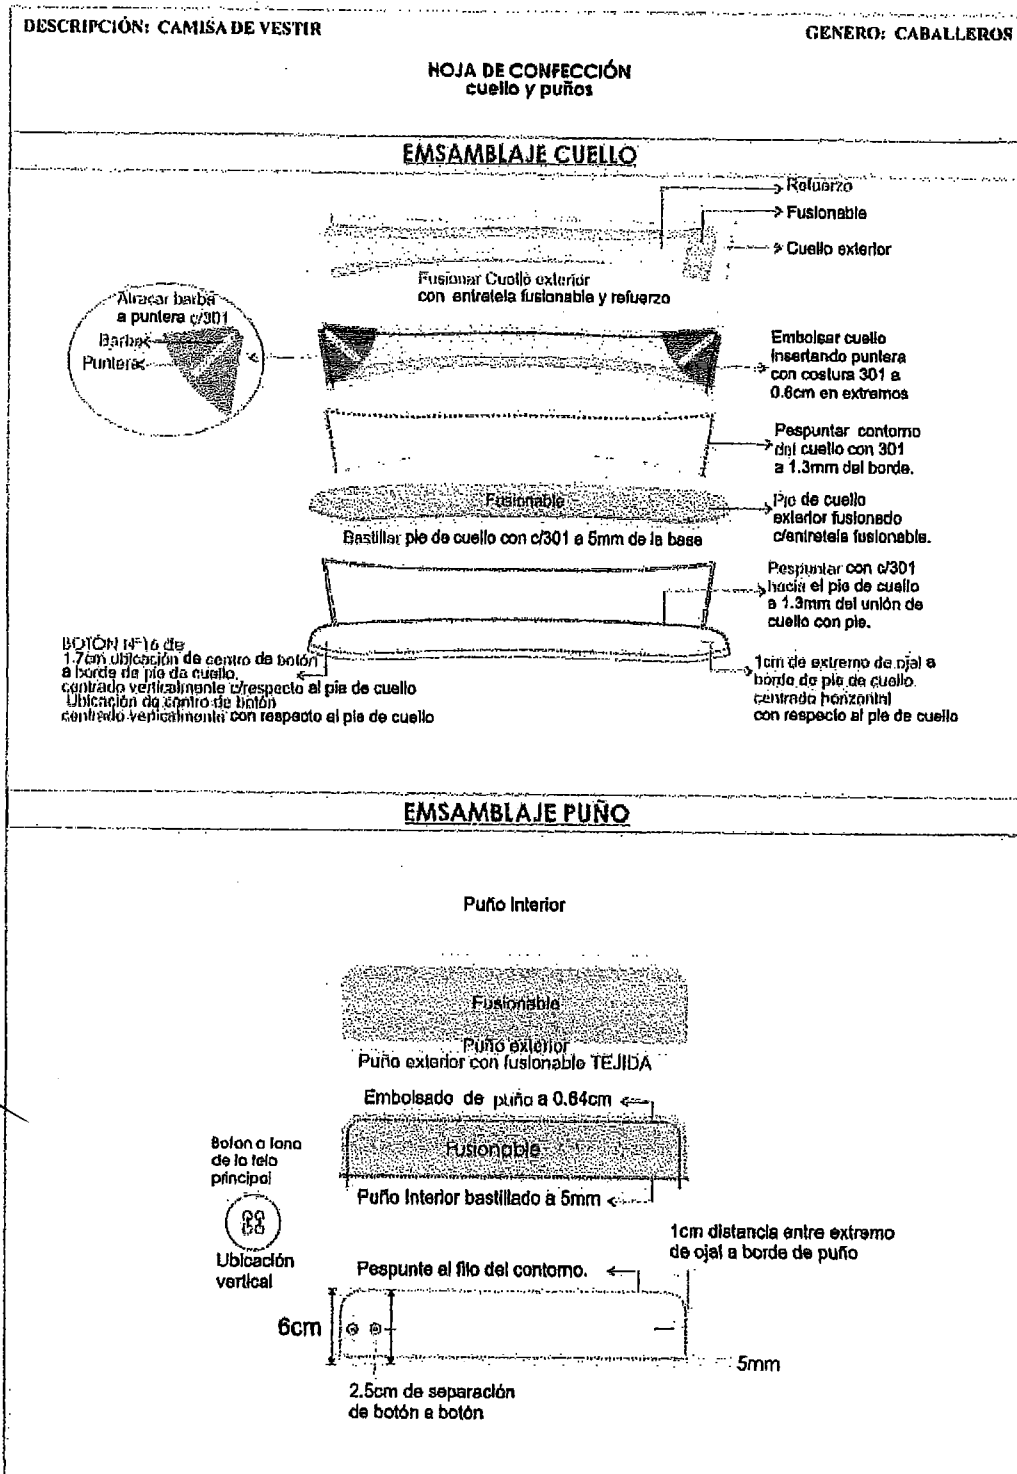 DESCRIPCIÓN: CAMISA DE VESTIR
GENERO: CABALLEROS
HOJA DE CONFECCIÓN
cuello y puños
EMSAMBLAJE CUELLO
Refuerzo
Fusionable
Cuello exterior
Fusionar Cuello exterior
con entretela fusionable y refuerzo
Atracar barba
a puntera c/301
Barba
Puntera
Embolsar cuello
Insertando puntera
con costura 301 a
0.6cm en extremos
Pespuntar contorno
del cuello con 301
a 1.3mm del borde.
Fusionable
Pie de cuello
exterior fusionado
c/entretela fusionable.
Bastillar pie de cuello con c/301 a 5mm de la base
Pespuntar con c/301
hacia el pie de cuello
a 1.3mm del unión de
cuello con pie.
BOTÓN Nº16 de
1.7cm ubicación de centro de botón
a borde de pie da cuello.
centrado verticalmente c/respecto al pie de cuello
Ubicación de centro de botón
centrado verticalmente con respecto al pie de cuello
1cm de extremo de ojal a
borde de pie de cuello.
centrado horizontal
con respecto al pie de cuello
EMSAMBLAJE PUÑO
Puño Interior
Fusionable
Puño exterior
Puño exterior con fusionable TEJIDA
Embolsado de puño a 0.64cm
Fusionable
Puño Interior bastillado a 5mm
Boton a tono
de la tela
principal
Ubicación
vertical
1cm distancia entre extremo
de ojal a borde de puño
Pespunte al filo del contorno.
6cm
5mm
2.5cm de separación
de botón a botón